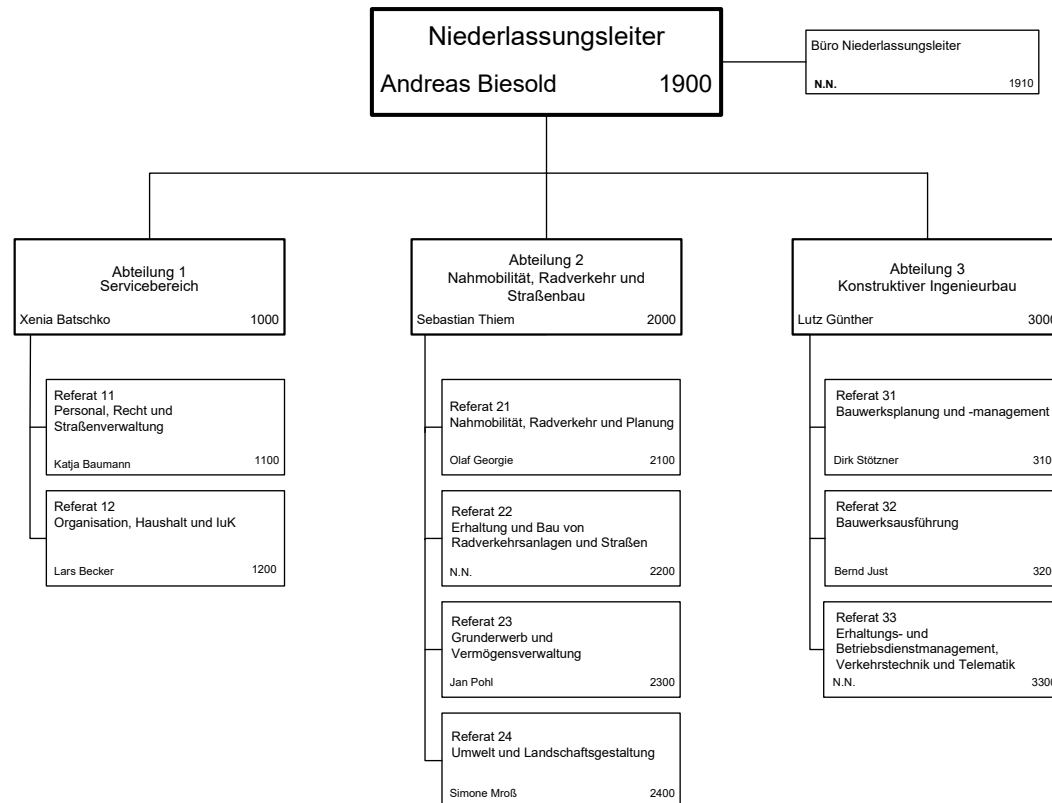 Niederlassungsleiter
Andreas Biesold 1900
Büro Niederlassungsleiter
N.N. 1910
Abteilung 1
Servicebereich
Xenia Batschko 1000
Referat 11
Personal, Recht und
Straßenverwaltung
Katja Baumann 1100
Referat 12
Organisation, Haushalt und IuK
Lars Becker 1200
Abteilung 2
Nahmobilität, Radverkehr und
Straßenbau
Sebastian Thiem 2000
Referat 21
Nahmobilität, Radverkehr und Planung
Olaf Georgie 2100
Referat 22
Erhaltung und Bau von
Radverkehrsanlagen und Straßen
N.N. 2200
Referat 23
Grunderwerb und
Vermögensverwaltung
Jan Pohl 2300
Referat 24
Umwelt und Landschaftsgestaltung
Simone Mroß 2400
Abteilung 3
Konstruktiver Ingenieurbau
Lutz Günther 3000
Referat 31
Bauwerksplanung und -management
Dirk Stötzner 310
Referat 32
Bauwerksausführung
Bernd Just 320
Referat 33
Erhaltungs- und
Betriebsdienstmanagement,
Verkehrstechnik und Telematik
N.N. 3300